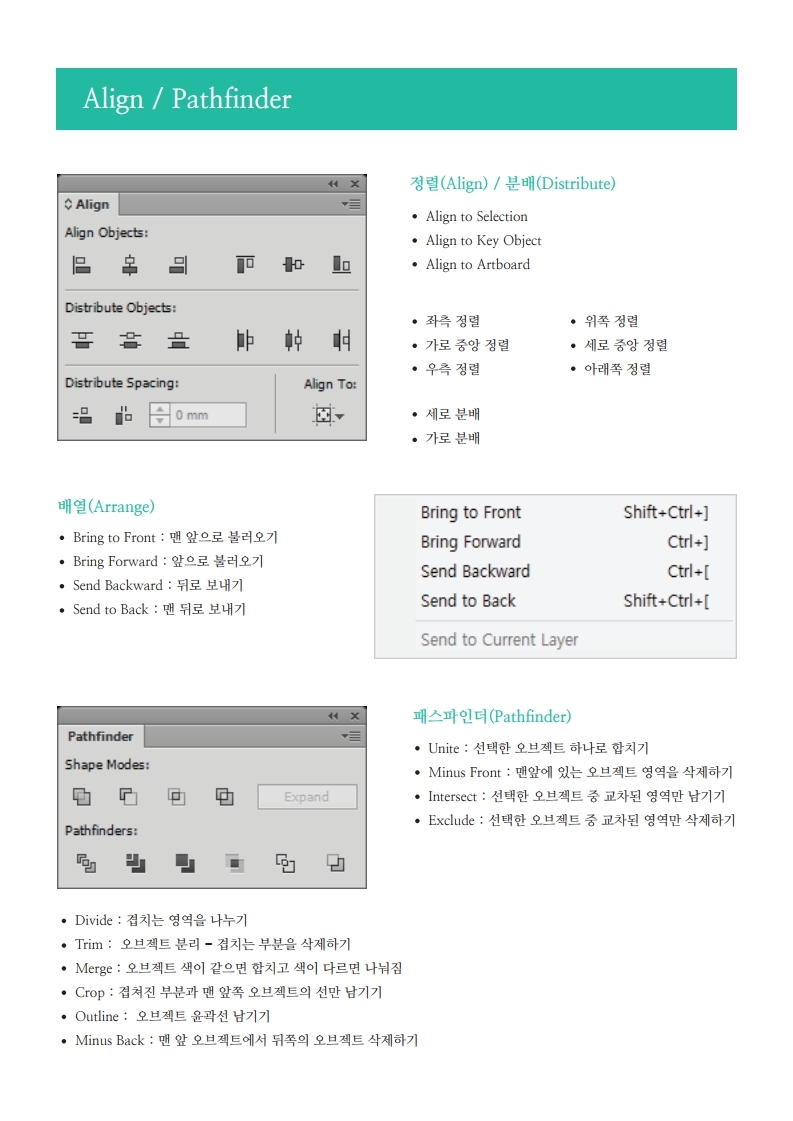 Align / Pathfinder
Align
Align Objects:
Distribute Objects:
Distribute Spacing:
Align To:
0 mm
정렬(Align) / 분배(Distribute)
• Align to Selection
• Align to Key Object
• Align to Artboard
• 좌측 정렬
• 가로 중앙 정렬
• 우측 정렬
• 위쪽 정렬
• 세로 중앙 정렬
• 아래쪽 정렬
• 세로 분배
• 가로 분배
배열(Arrange)
• Bring to Front : 맨 앞으로 불러오기
• Bring Forward : 앞으로 불러오기
• Send Backward : 뒤로 보내기
• Send to Back : 맨 뒤로 보내기
Bring to Front Shift+Ctrl+]
Bring Forward Ctrl+]
Send Backward Ctrl+[
Send to Back Shift+Ctrl+[
Send to Current Layer
Pathfinder
Shape Modes:
Expand
Pathfinders:
패스파인더(Pathfinder)
• Unite : 선택한 오브젝트 하나로 합치기
• Minus Front : 맨앞에 있는 오브젝트 영역을 삭제하기
• Intersect : 선택한 오브젝트 중 교차된 영역만 남기기
• Exclude : 선택한 오브젝트 중 교차된 영역만 삭제하기
• Divide : 겹치는 영역을 나누기
• Trim : 오브젝트 분리 - 겹치는 부분을 삭제하기
• Merge : 오브젝트 색이 같으면 합치고 색이 다르면 나눠짐
• Crop : 겹쳐진 부분과 맨 앞쪽 오브젝트의 선만 남기기
• Outline : 오브젝트 윤곽선 남기기
• Minus Back : 맨 앞 오브젝트에서 뒤쪽의 오브젝트 삭제하기